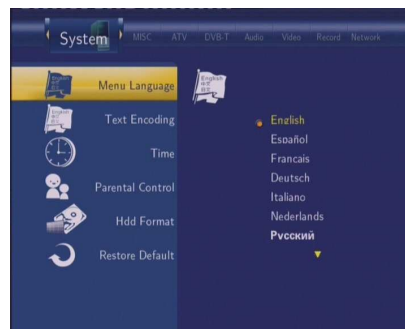 System MISC ATV DVB-T Audio Video Record Network
Menu Language
Text Encoding
Time
Parental Control
Hdd Format
Restore Default
English
Español
Francais
Deutsch
Italiano
Nederlands
Русский